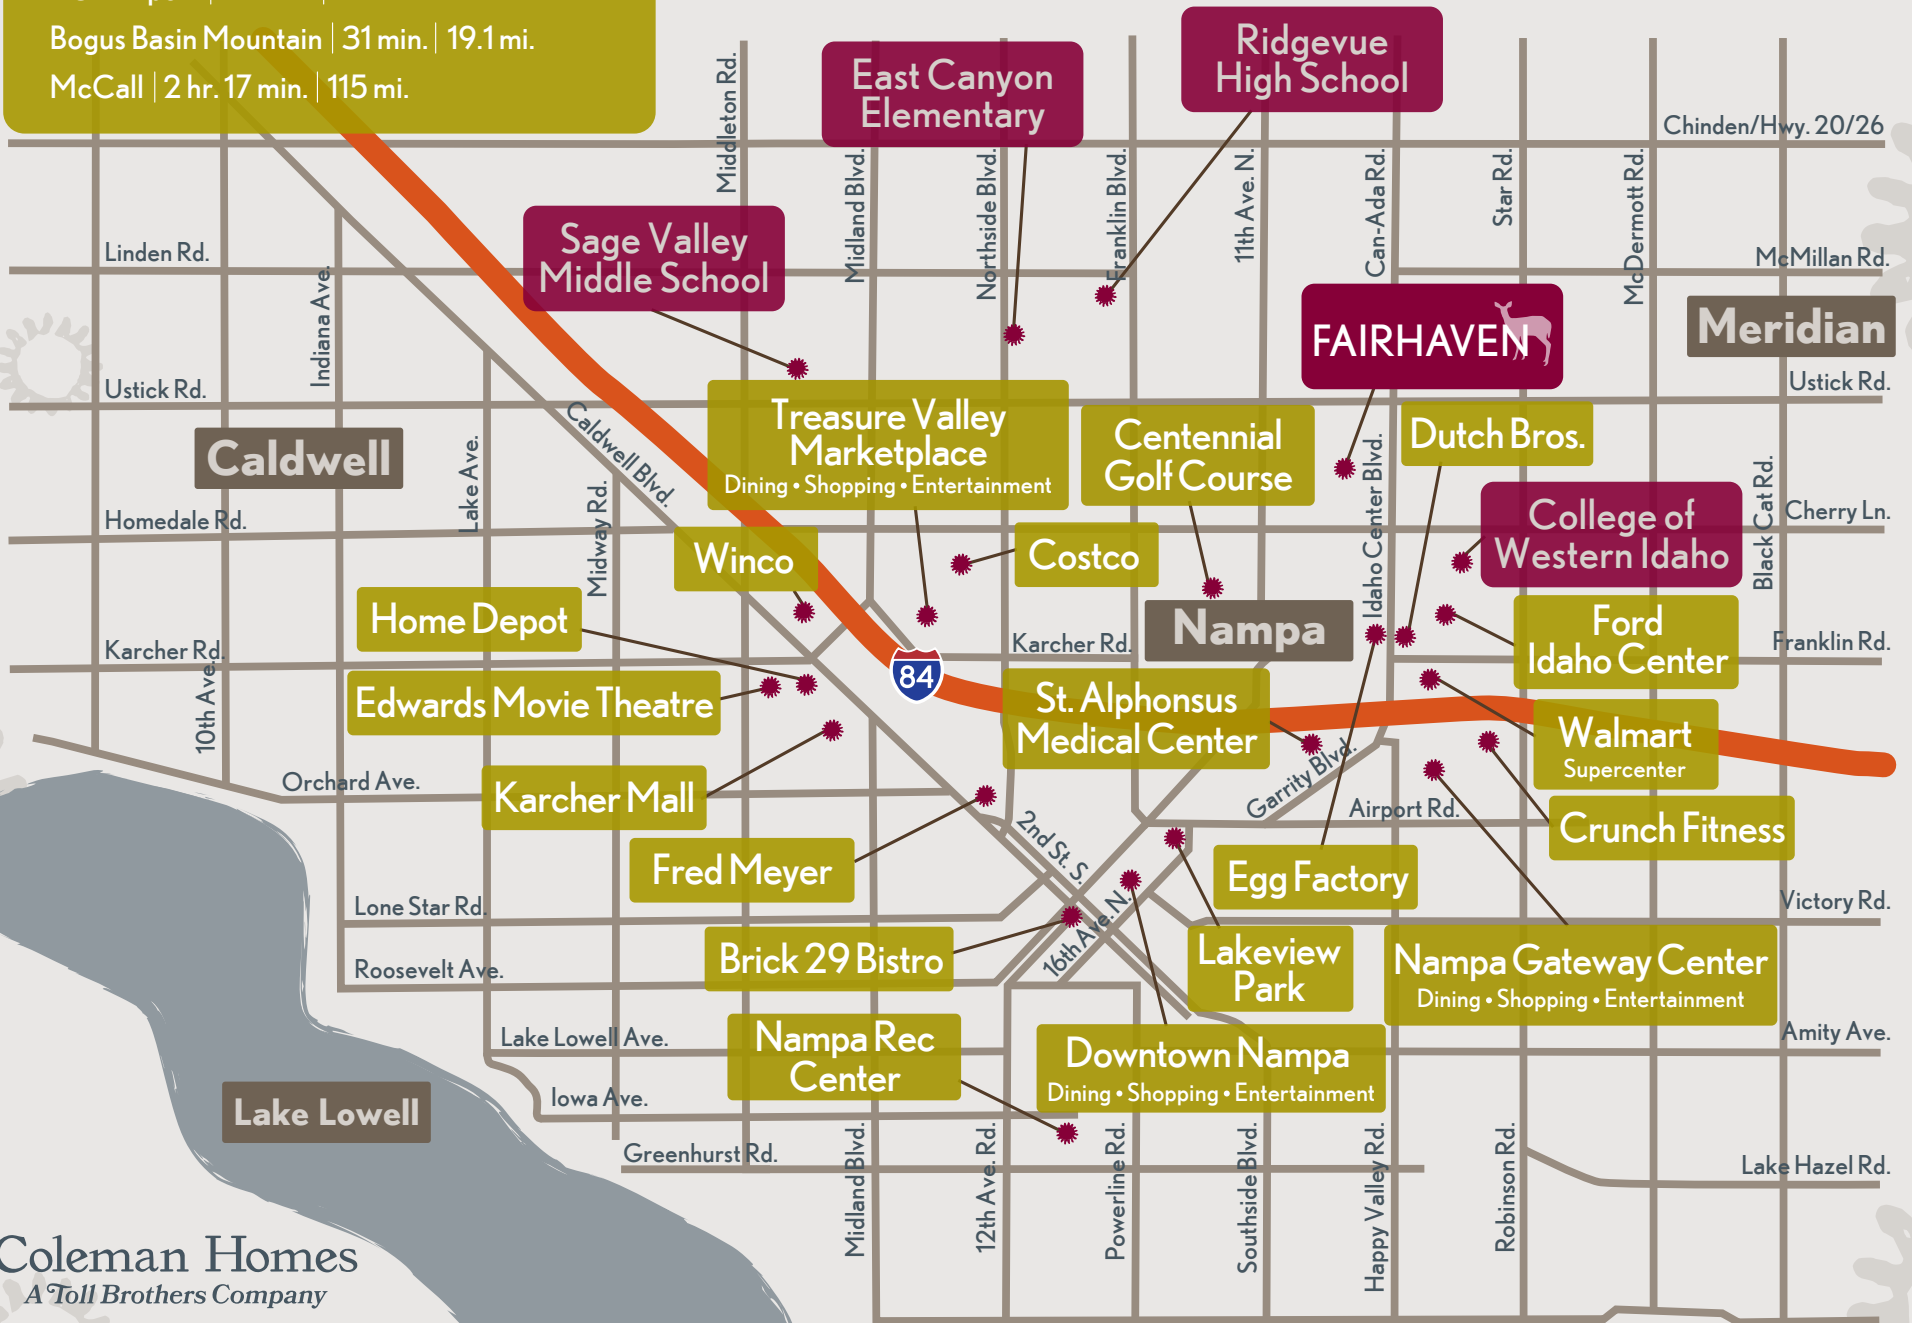 Bogus Basin Mountain | 31 min. | 19.1 mi.
McCall | 2 hr. 17 min. | 115 mi.
East Canyon
Elementary
Ridgevue
High School
Sage Valley
Middle School
FAIRHAVEN
Meridian
Caldwell
Treasure Valley
Marketplace
Dining • Shopping • Entertainment
Centennial
Golf Course
Dutch Bros.
College of
Western Idaho
Winco
Costco
Home Depot
Nampa
Ford
Idaho Center
Edwards Movie Theatre
84
St. Alphonsus
Medical Center
Walmart
Supercenter
Karcher Mall
Crunch Fitness
Fred Meyer
Egg Factory
Brick 29 Bistro
Lakeview
Park
Nampa Gateway Center
Dining • Shopping • Entertainment
Nampa Rec
Center
Downtown Nampa
Dining • Shopping • Entertainment
Lake Lowell
Chinden/Hwy. 20/26
Linden Rd.
McMillan Rd.
Ustick Rd.
Ustick Rd.
Homedale Rd.
Cherry Ln.
Karcher Rd.
Karcher Rd.
Franklin Rd.
Orchard Ave.
Airport Rd.
Lone Star Rd.
Victory Rd.
Roosevelt Ave.
Lake Lowell Ave.
Amity Ave.
Iowa Ave.
Greenhurst Rd.
Lake Hazel Rd.
10th Ave.
Indiana Ave.
Lake Ave.
Midway Rd.
Caldwell Blvd.
Middleton Rd.
Midland Blvd.
Northside Blvd.
Franklin Blvd.
11th Ave. N.
Can-Ada Rd.
Star Rd.
McDermott Rd.
Idaho Center Blvd.
Black Cat Rd.
Garrity Blvd.
2nd St. S.
16th Ave. N.
Midland Blvd.
12th Ave. Rd.
Powerline Rd.
Southside Blvd.
Happy Valley Rd.
Robinson Rd.
Coleman Homes
A Toll Brothers Company